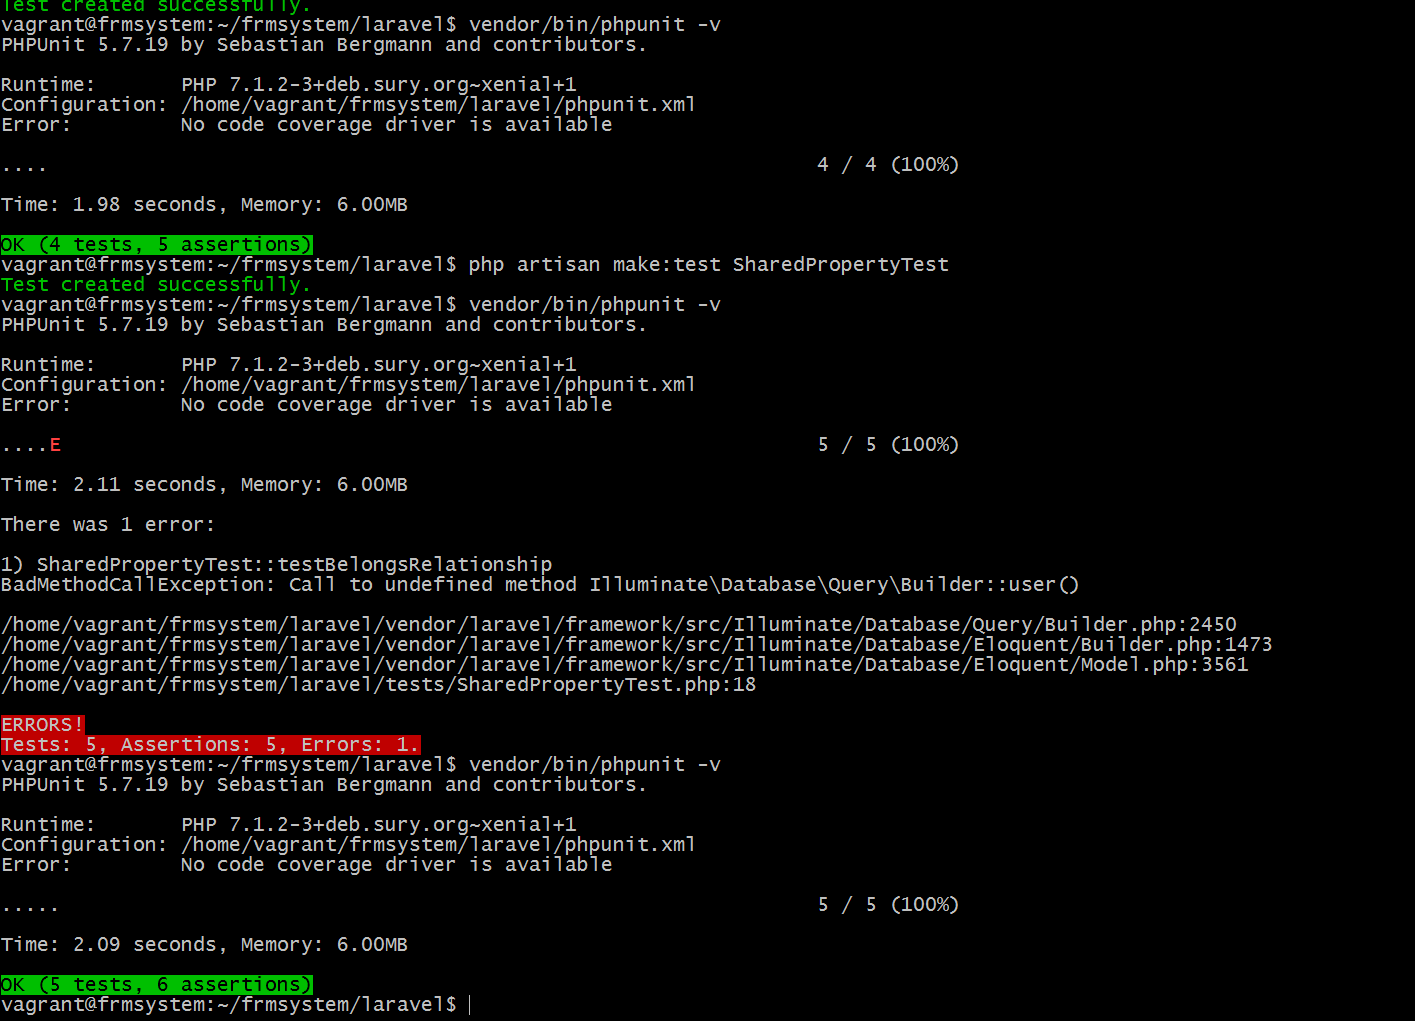 Test created successfully.
vagrant@frmsystem:~/frmsystem/laravel$ vendor/bin/phpunit -v
PHPUnit 5.7.19 by Sebastian Bergmann and contributors.
Runtime:       PHP 7.1.2-3+deb.sury.org~xenial+1
Configuration: /home/vagrant/frmsystem/laravel/phpunit.xml
Error:         No code coverage driver is available
....                                                                4 / 4 (100%)
Time: 1.98 seconds, Memory: 6.00MB
OK (4 tests, 5 assertions)
vagrant@frmsystem:~/frmsystem/laravel$ php artisan make:test SharedPropertyTest
Test created successfully.
vagrant@frmsystem:~/frmsystem/laravel$ vendor/bin/phpunit -v
PHPUnit 5.7.19 by Sebastian Bergmann and contributors.
Runtime:       PHP 7.1.2-3+deb.sury.org~xenial+1
Configuration: /home/vagrant/frmsystem/laravel/phpunit.xml
Error:         No code coverage driver is available
....E                                                               5 / 5 (100%)
Time: 2.11 seconds, Memory: 6.00MB
There was 1 error:
1) SharedPropertyTest::testBelongsRelationship
BadMethodCallException: Call to undefined method Illuminate\Database\Query\Builder::user()
/home/vagrant/frmsystem/laravel/vendor/laravel/framework/src/Illuminate/Database/Query/Builder.php:2450
/home/vagrant/frmsystem/laravel/vendor/laravel/framework/src/Illuminate/Database/Eloquent/Builder.php:1473
/home/vagrant/frmsystem/laravel/vendor/laravel/framework/src/Illuminate/Database/Eloquent/Model.php:3561
/home/vagrant/frmsystem/laravel/tests/SharedPropertyTest.php:18
ERRORS!
Tests: 5, Assertions: 5, Errors: 1.
vagrant@frmsystem:~/frmsystem/laravel$ vendor/bin/phpunit -v
PHPUnit 5.7.19 by Sebastian Bergmann and contributors.
Runtime:       PHP 7.1.2-3+deb.sury.org~xenial+1
Configuration: /home/vagrant/frmsystem/laravel/phpunit.xml
Error:         No code coverage driver is available
.....                                                               5 / 5 (100%)
Time: 2.09 seconds, Memory: 6.00MB
OK (5 tests, 6 assertions)
vagrant@frmsystem:~/frmsystem/laravel$